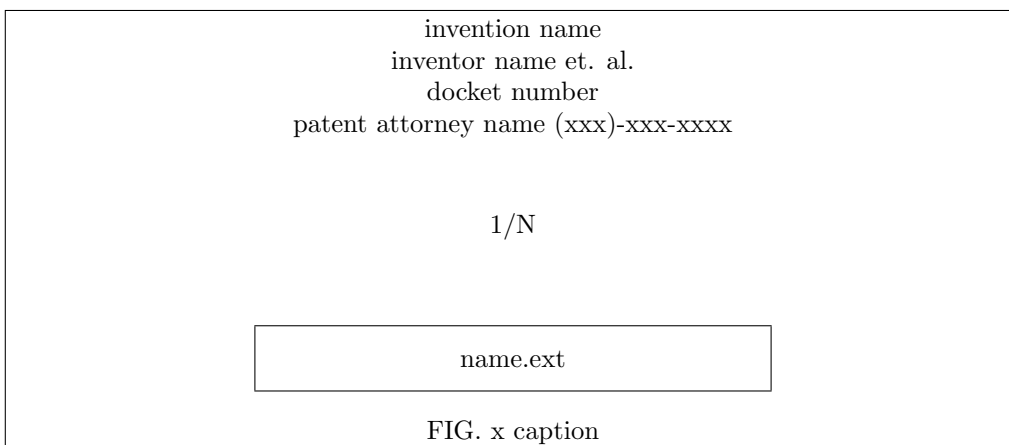 invention name
inventor name et. al.
docket number
patent attorney name (xxx)-xxx-xxxx
1/N
name.ext
FIG. x caption